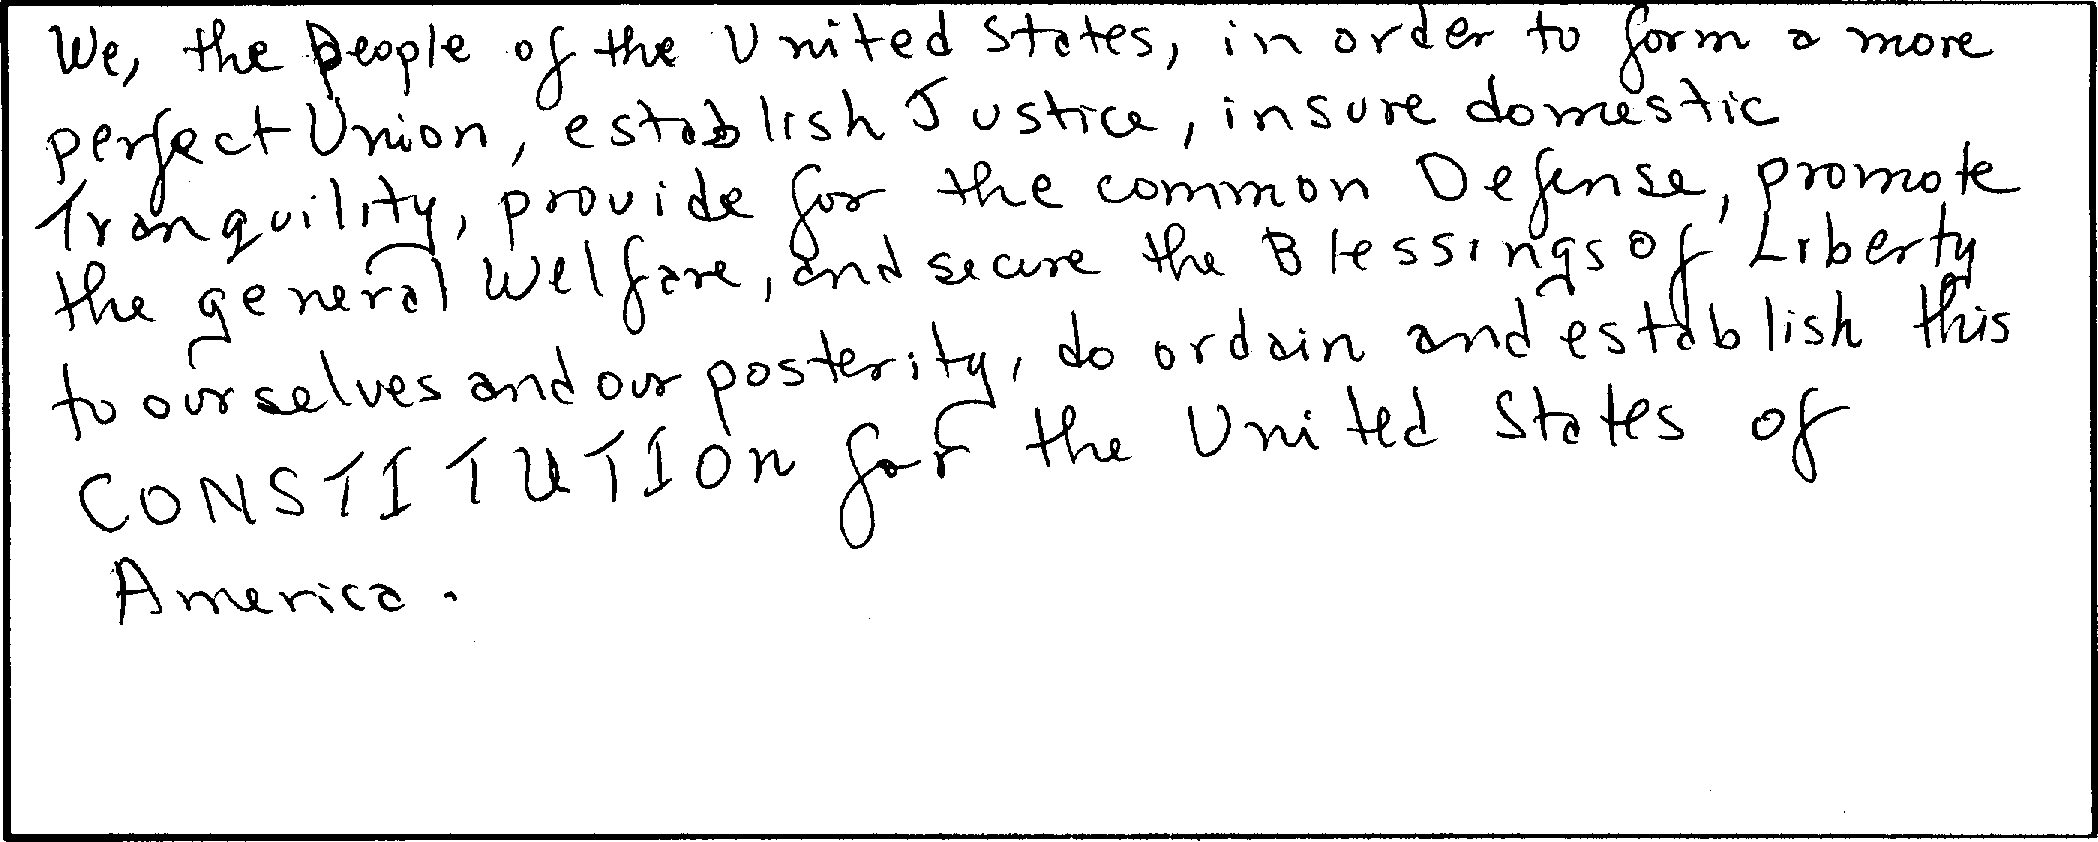 We, the people of the United States, in order to form a more
perfect Union, establish Justice, insure domestic
Tranquility, provide for the common Defense, promote
the general Welfare, and secure the Blessings of Liberty
to ourselves and our posterity, do ordain and establish this
CONSTITUTION for the United States of
America.